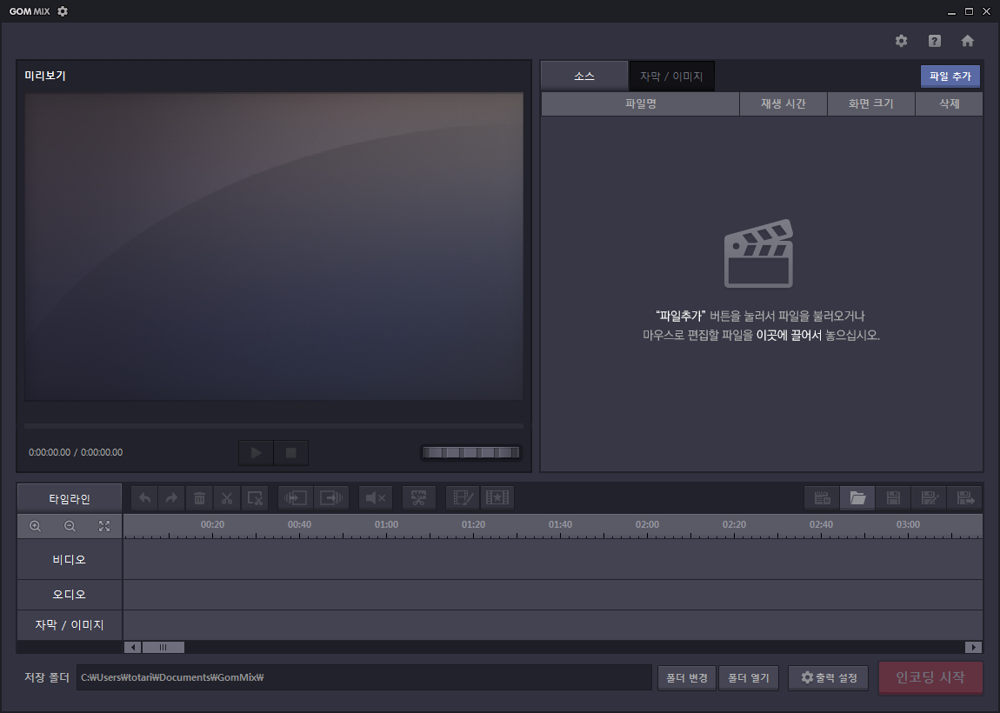 GOM MIX
미리보기
소스
자막 / 이미지
파일 추가
파일명
재생 시간
화면 크기
삭제
“파일추가” 버튼을 눌러서 파일을 불러오거나
마우스로 편집할 파일을 이곳에 끌어서 놓으십시오.
0:00:00.00 / 0:00:00.00
타임라인
00:20
00:40
01:00
01:20
01:40
02:00
02:20
02:40
03:00
비디오
오디오
자막 / 이미지
저장 폴더
C:₩Users₩totari₩Documents₩GomMix₩
폴더 변경
폴더 열기
출력 설정
인코딩 시작